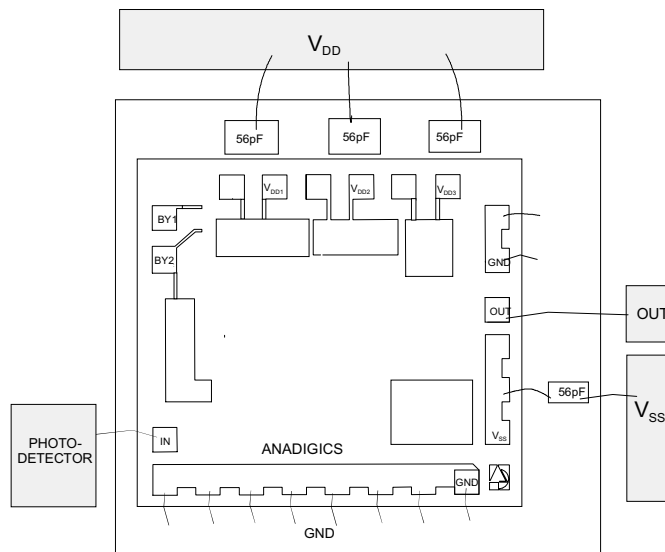 VDD
56pF 56pF 56pF
VDD1 VDD2 VDD3
BY1
BY2
GND
OUT
OUT
56pF
VSS
VSS
PHOTO-
DETECTOR
IN
ANADIGICS
GND
GND